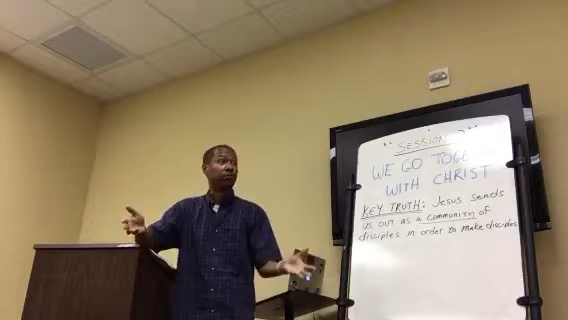 SESSION
WE GO
WITH CHRIST
KEY TRUTH: Jesus sends
us out as a community of
disciples in order to make disciples